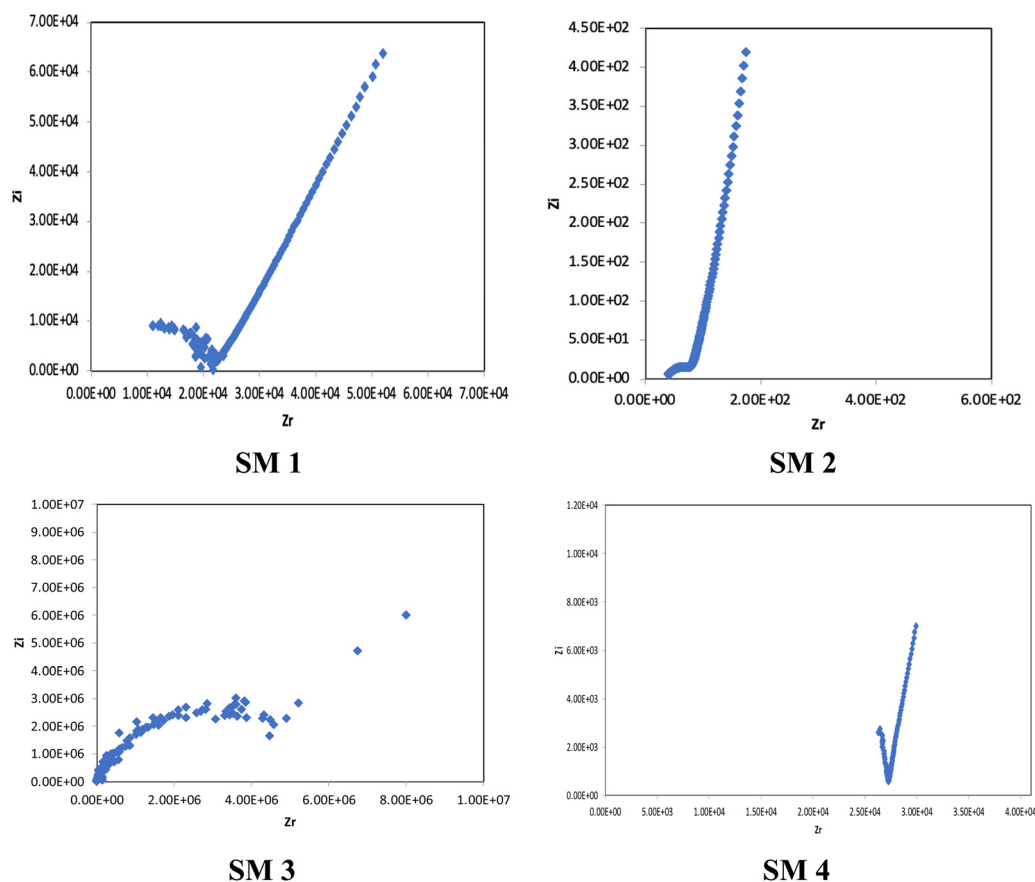 7.00E+04
6.00E+04
5.00E+04
4.00E+04
3.00E+04
2.00E+04
1.00E+04
0.00E+00
Zi
0.00E+00 1.00E+04 2.00E+04 3.00E+04 4.00E+04 5.00E+04 6.00E+04 7.00E+04
Zr
SM 1
4.50E+02
4.00E+02
3.50E+02
3.00E+02
2.50E+02
2.00E+02
1.50E+02
1.00E+02
5.00E+01
0.00E+00
Zi
0.00E+00 2.00E+02 4.00E+02 6.00E+02
Zr
SM 2
1.00E+07
9.00E+06
8.00E+06
7.00E+06
6.00E+06
5.00E+06
4.00E+06
3.00E+06
2.00E+06
1.00E+06
0.00E+00
Zi
0.00E+00 2.00E+06 4.00E+06 6.00E+06 8.00E+06 1.00E+07
Zr
SM 3
1.20E+04
1.00E+04
8.00E+03
6.00E+03
4.00E+03
2.00E+03
0.00E+00
Zi
0.00E+00 5.00E+03 1.00E+04 1.50E+04 2.00E+04 2.50E+04 3.00E+04 3.50E+04 4.00E+04
Zr
SM 4